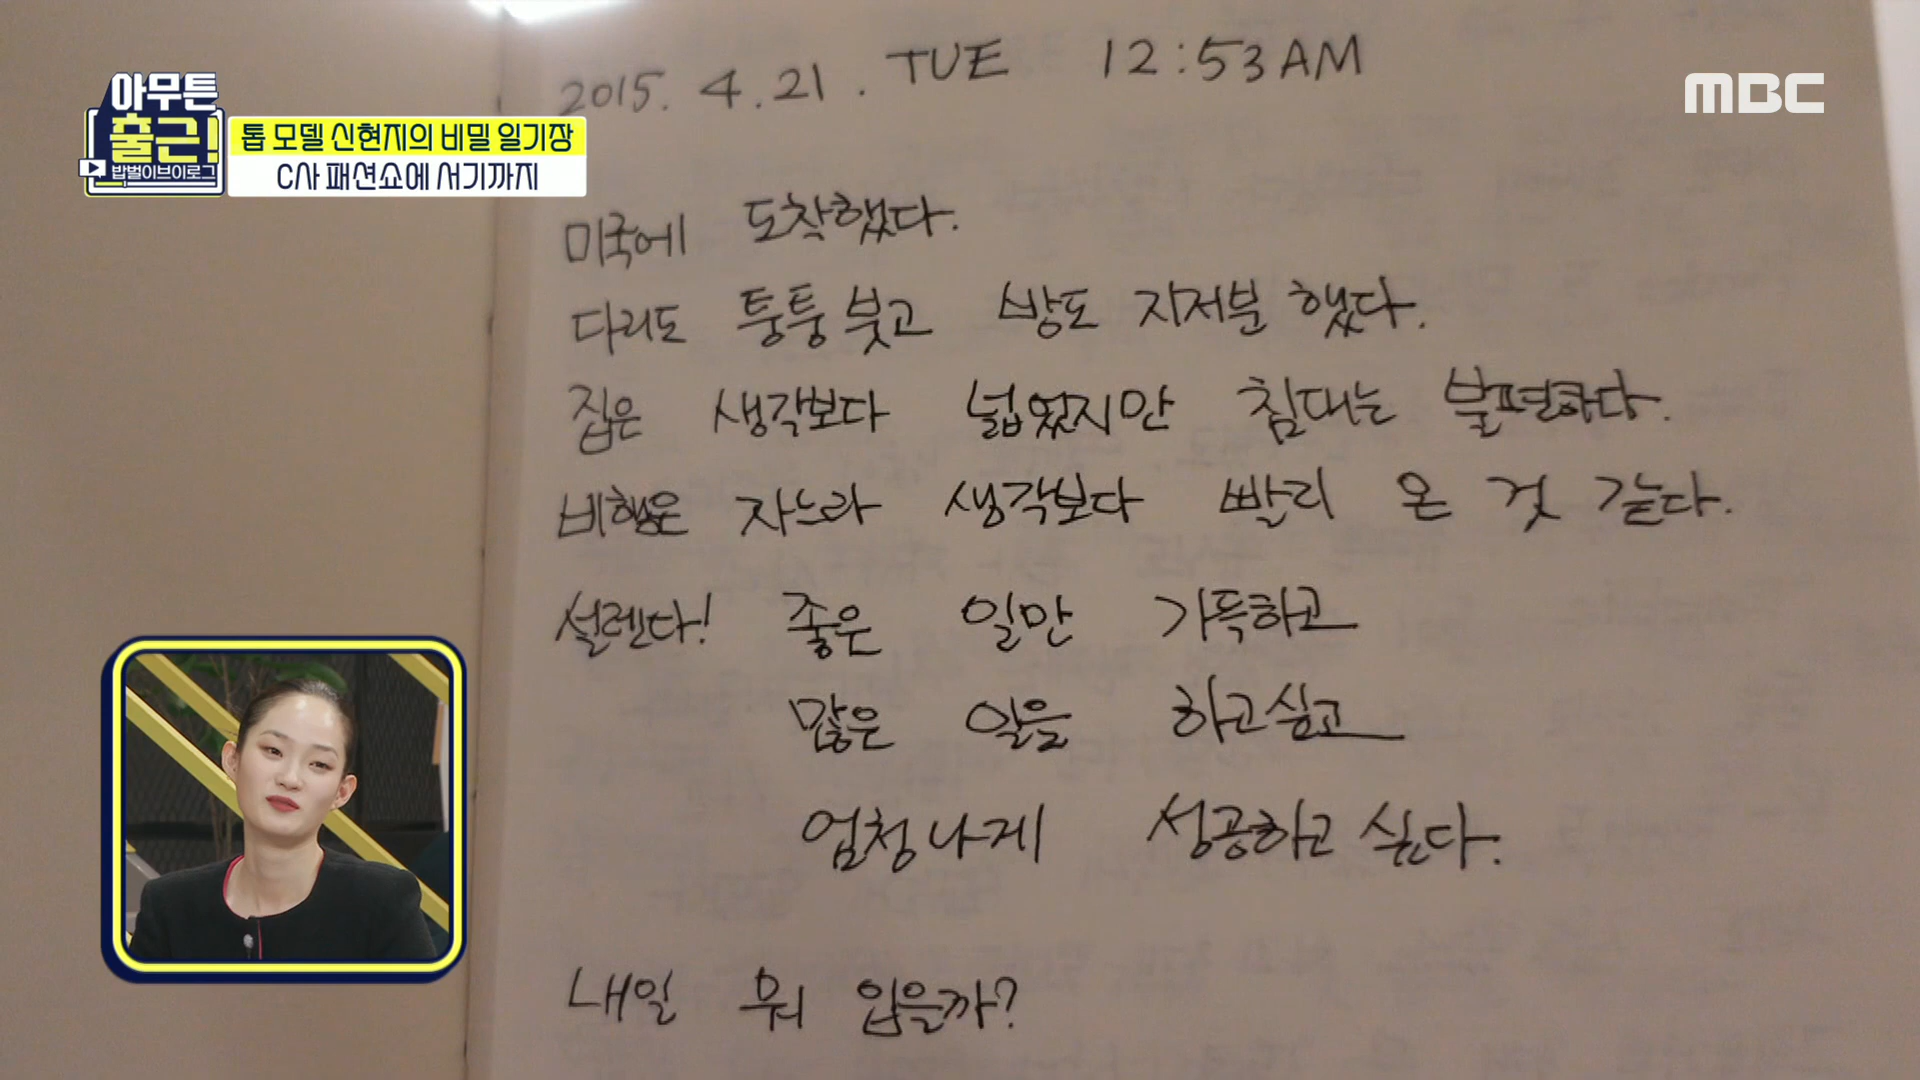 아무튼
출근!
밥벌이브이로그
톱 모델 신현지의 비밀 일기장
C사 패션쇼에 서기까지
MBC
2015. 4. 21. TUE 12:53AM
미국에 도착했다.
다리도 퉁퉁 붓고 방도 지저분 했다.
집은 생각보다 넓었지만 침대는 불편하다.
비행은 자느라 생각보다 빨리 온 것 같다.
설렌다! 좋은 일만 가득하고
많은 일을 하고싶고
엄청나게 성공하고 싶다.
내일 뭐 입을까?